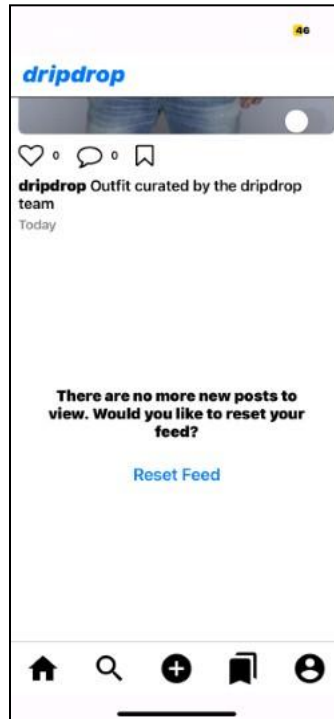 46
dripdrop
0 0
dripdrop Outfit curated by the dripdrop
team
Today
There are no more new posts to
view. Would you like to reset your
feed?
Reset Feed